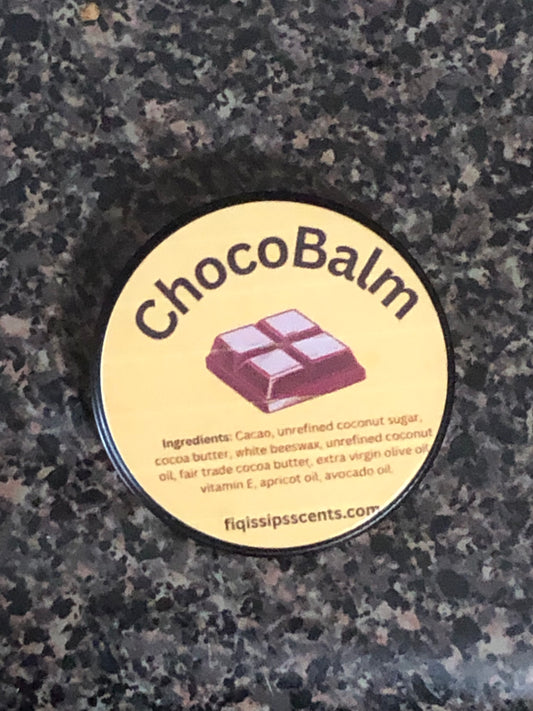 ChocoBalm
Ingredients: Cacao, unrefined coconut sugar,
cocoa butter, white beeswax, unrefined coconut
oil, fair trade cocoa butter, extra virgin olive oil
vitamin E, apricot oil, avocado oil.
fiqissipsscents.com